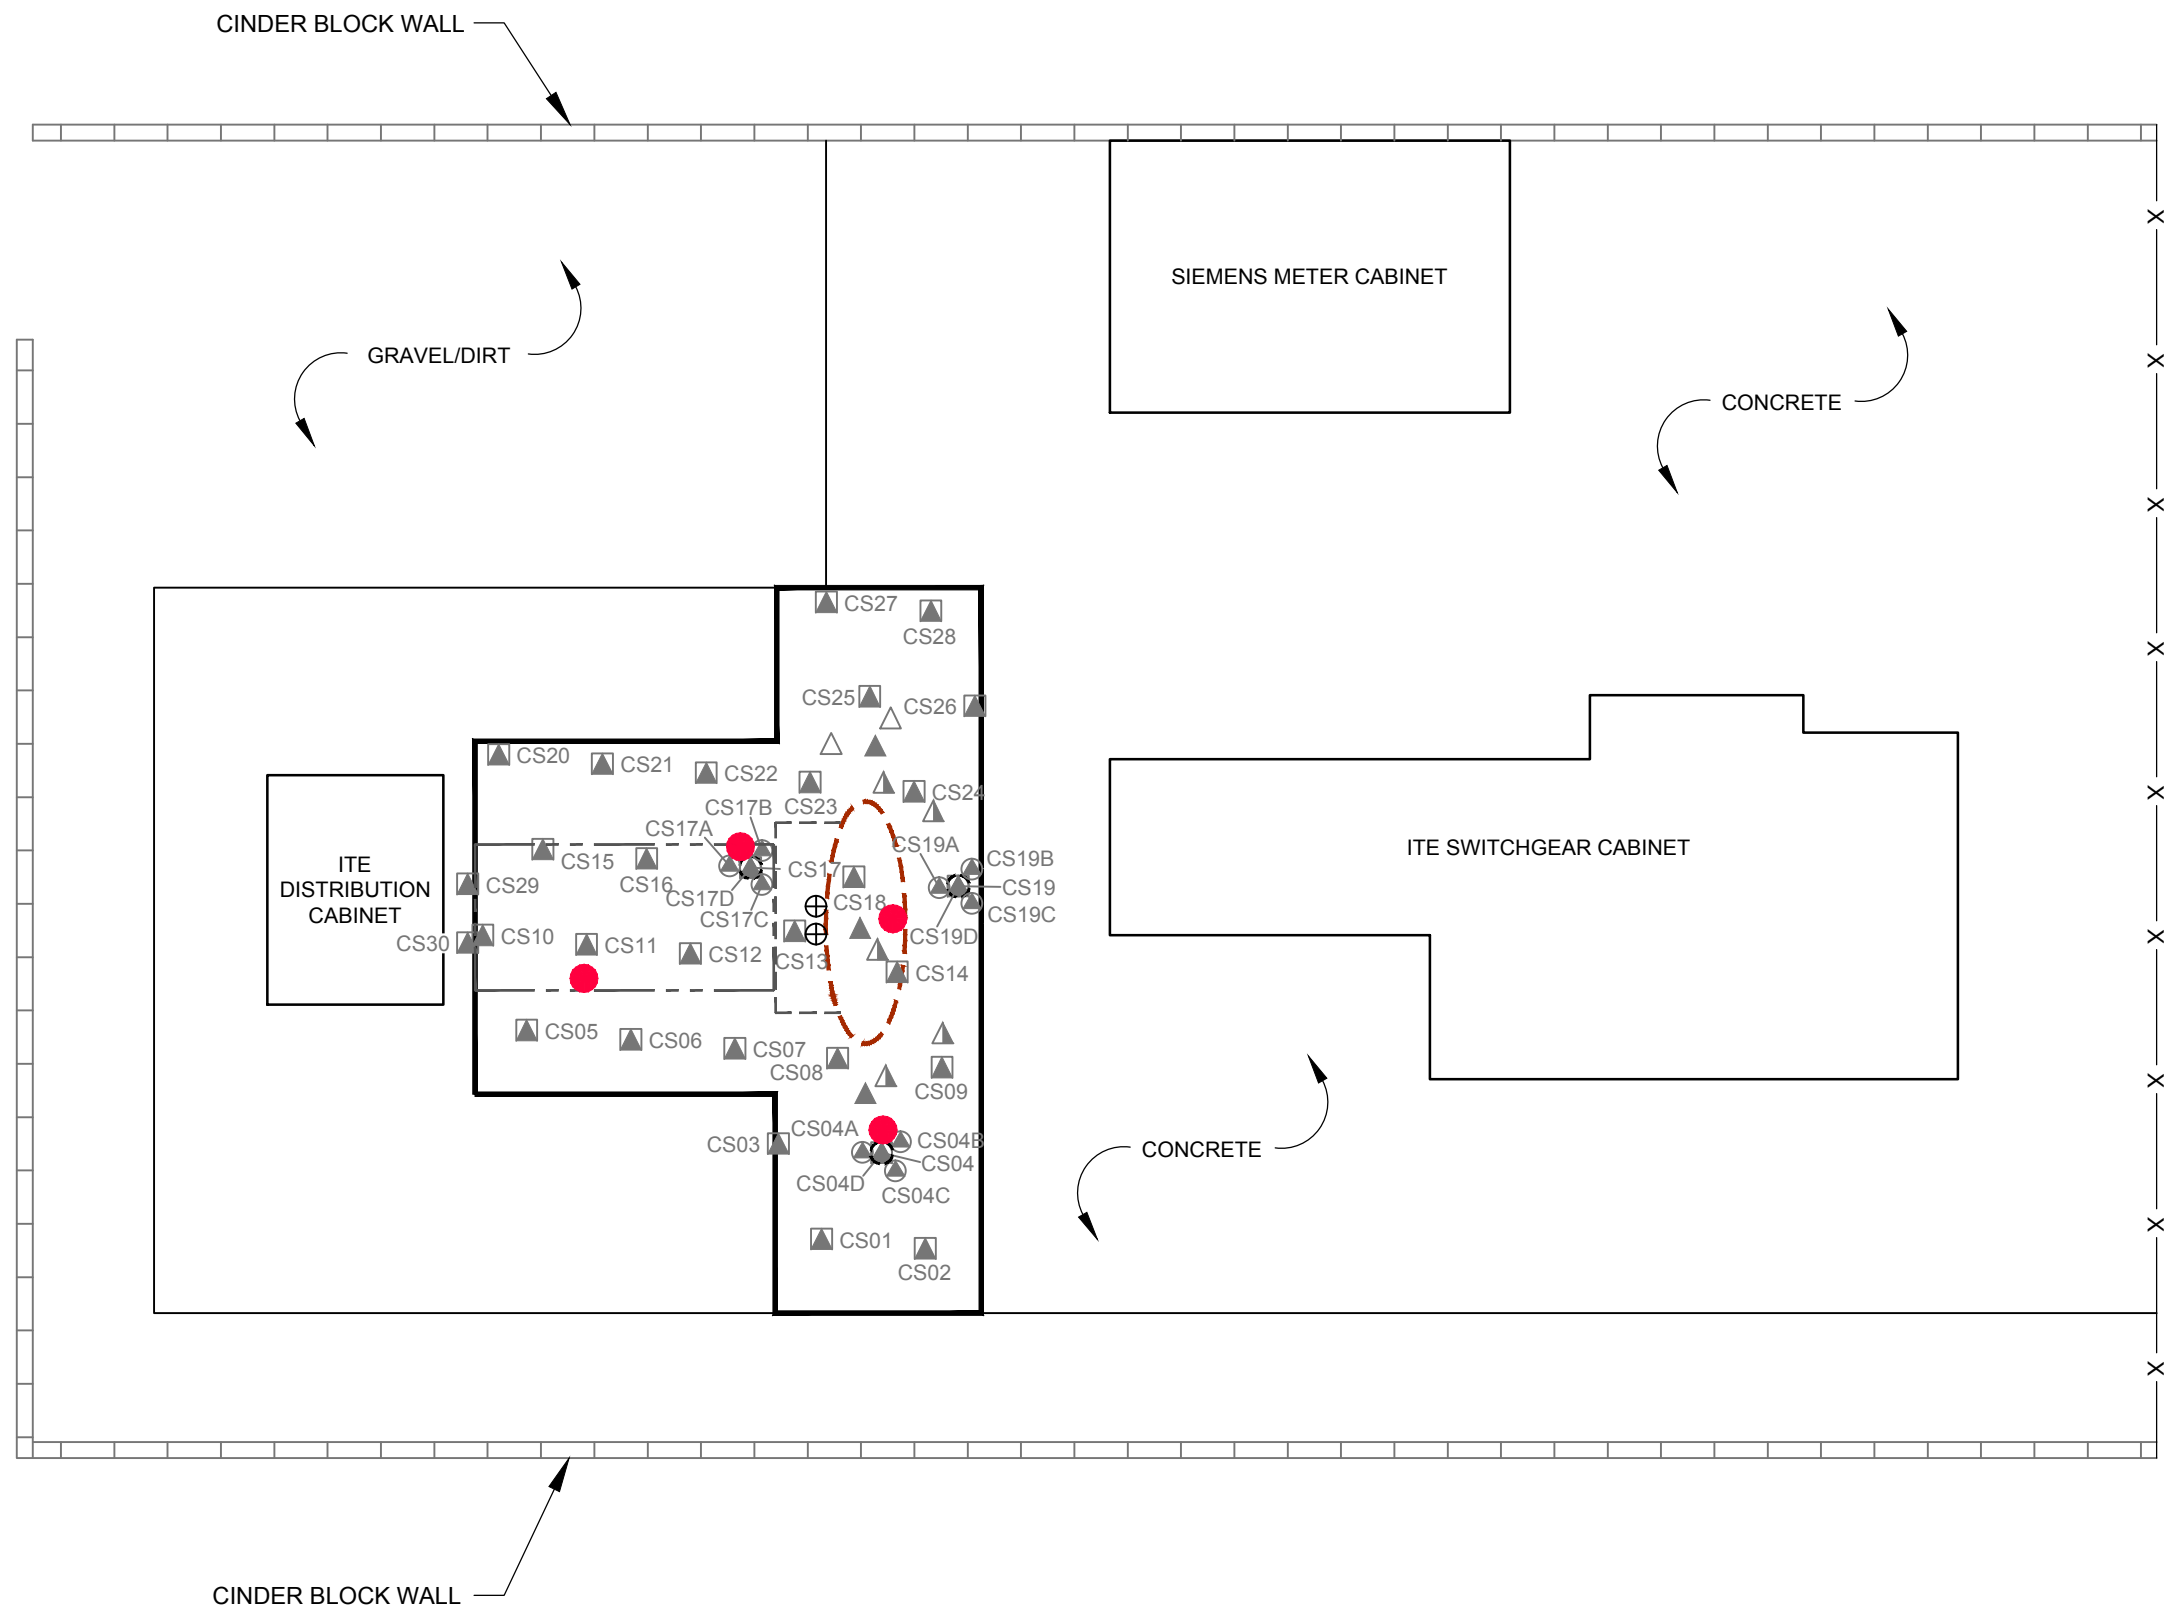 CINDER BLOCK WALL
X
SIEMENS METER CABINET
GRAVEL/DIRT
X
CONCRETE
X
CS27
CS28
X
CS25
CS26
CS20
CS21
CS22
CS23
CS24
X
CS17B
CS17A
CS19A
ITE SWITCHGEAR CABINET
ITE
DISTRIBUTION
CABINET
CS15
CS16
CS17
CS19B
CS29
CS17D
CS18
CS19
CS17C
CS19C
CS30
CS10
CS11
CS12
CS13
CS19D
X
CS14
CS05
CS06
CS07
CS08
CS09
X
CS03
CS04A
CS04B
CS04
CS04D
CS04C
CONCRETE
CS01
CS02
X
X
CINDER BLOCK WALL